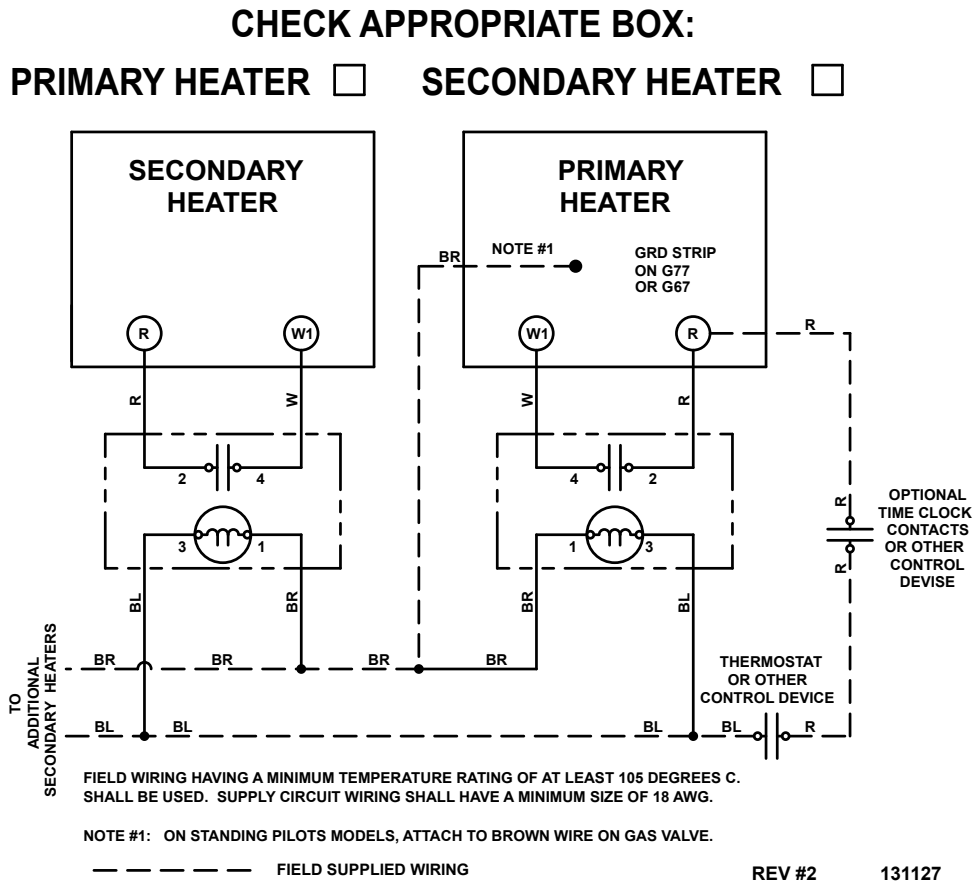 CHECK APPROPRIATE BOX:
PRIMARY HEATER
SECONDARY HEATER
SECONDARY
HEATER
R
W1
PRIMARY
HEATER
BR
NOTE #1
GRD STRIP
ON G77
OR G67
W1
R
R
R
W
W
R
2
4
4
2
3
1
1
3
R
R
OPTIONAL
TIME CLOCK
CONTACTS
OR OTHER
CONTROL
DEVISE
BL
BR
BR
BL
TO
ADDITIONAL
SECONDARY HEATERS
BR
BR
BR
BR
THERMOSTAT
OR OTHER
CONTROL DEVICE
BL
BL
BL
BL
R
FIELD WIRING HAVING A MINIMUM TEMPERATURE RATING OF AT LEAST 105 DEGREES C.
SHALL BE USED. SUPPLY CIRCUIT WIRING SHALL HAVE A MINIMUM SIZE OF 18 AWG.
NOTE #1: ON STANDING PILOTS MODELS, ATTACH TO BROWN WIRE ON GAS VALVE.
FIELD SUPPLIED WIRING
REV #2
131127